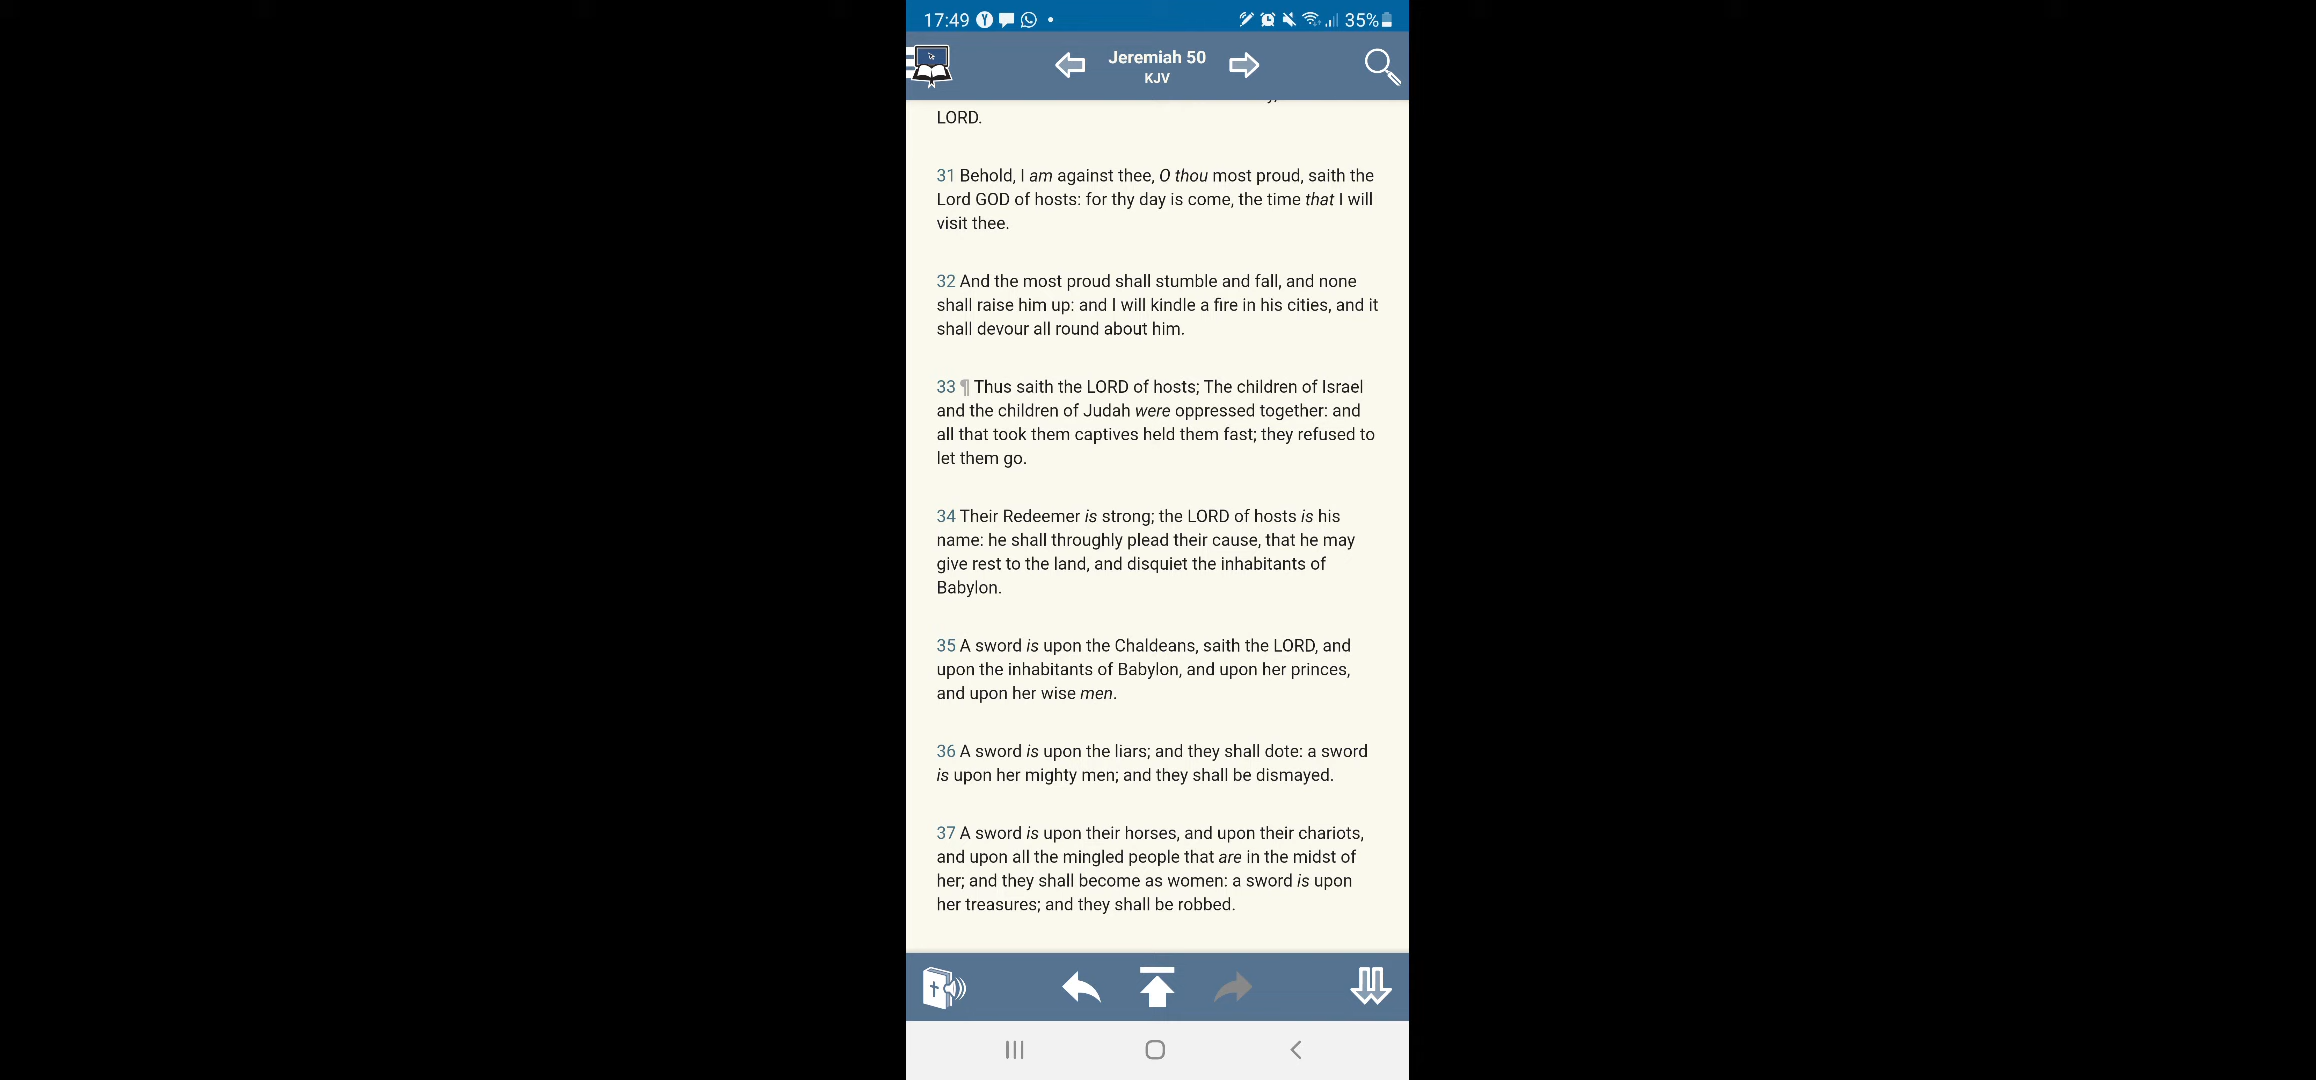 17:49 Y 35%
Jeremiah 50
KJV
LORD.
31 Behold, I am against thee, O thou most proud, saith the
Lord GOD of hosts: for thy day is come, the time that I will
visit thee.
32 And the most proud shall stumble and fall, and none
shall raise him up: and I will kindle a fire in his cities, and it
shall devour all round about him.
33 ¶ Thus saith the LORD of hosts; The children of Israel
and the children of Judah were oppressed together: and
all that took them captives held them fast; they refused to
let them go.
34 Their Redeemer is strong; the LORD of hosts is his
name: he shall throughly plead their cause, that he may
give rest to the land, and disquiet the inhabitants of
Babylon.
35 A sword is upon the Chaldeans, saith the LORD, and
upon the inhabitants of Babylon, and upon her princes,
and upon her wise men.
36 A sword is upon the liars; and they shall dote: a sword
is upon her mighty men; and they shall be dismayed.
37 A sword is upon their horses, and upon their chariots,
and upon all the mingled people that are in the midst of
her; and they shall become as women: a sword is upon
her treasures; and they shall be robbed.